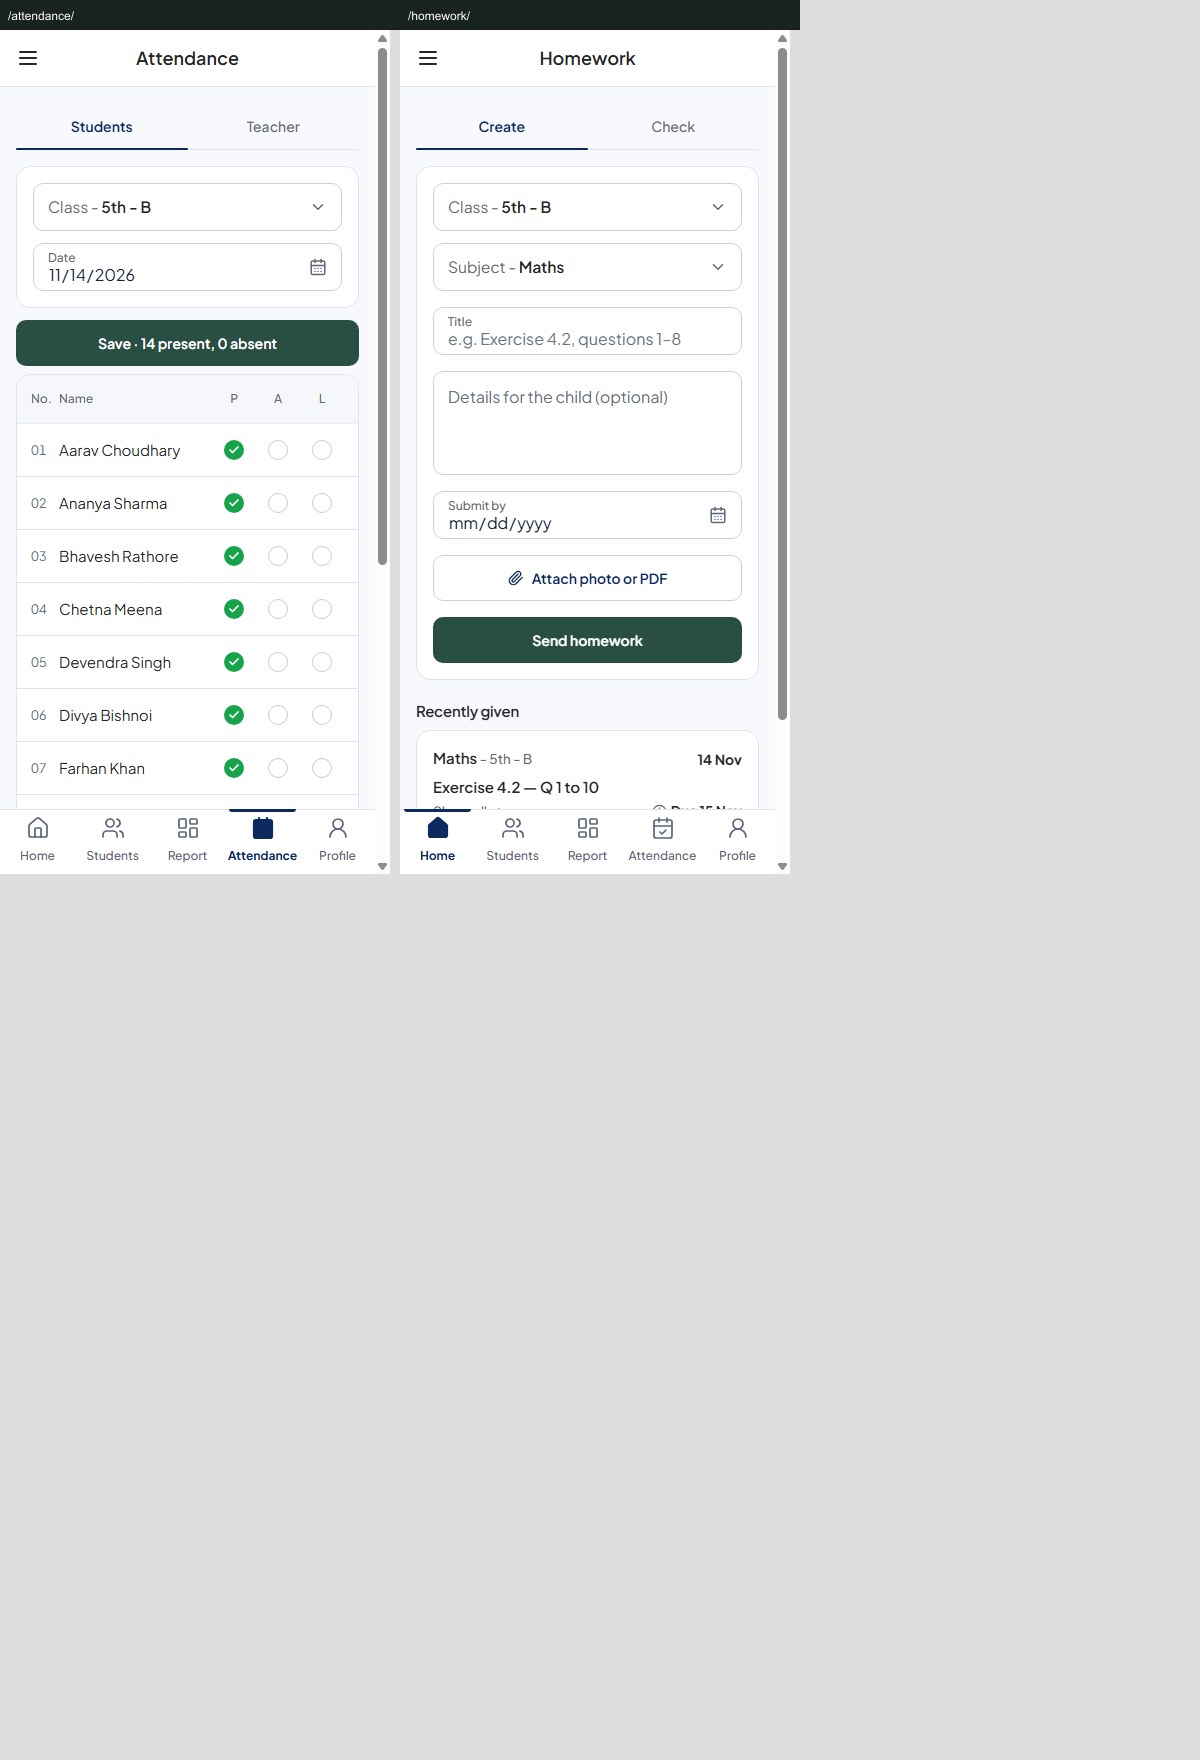 /attendance/
Attendance
Students Teacher
Class - 5th - B
Date
11/14/2026
Save · 14 present, 0 absent
No. Name P A L
01 Aarav Choudhary
02 Ananya Sharma
03 Bhavesh Rathore
04 Chetna Meena
05 Devendra Singh
06 Divya Bishnoi
07 Farhan Khan
Home Students Report Attendance Profile
/homework/
Homework
Create Check
Class - 5th - B
Subject - Maths
Title
e.g. Exercise 4.2, questions 1–8
Details for the child (optional)
Submit by
mm/dd/yyyy
Attach photo or PDF
Send homework
Recently given
Maths - 5th - B 14 Nov
Exercise 4.2 — Q 1 to 10
Home Students Report Attendance Profile